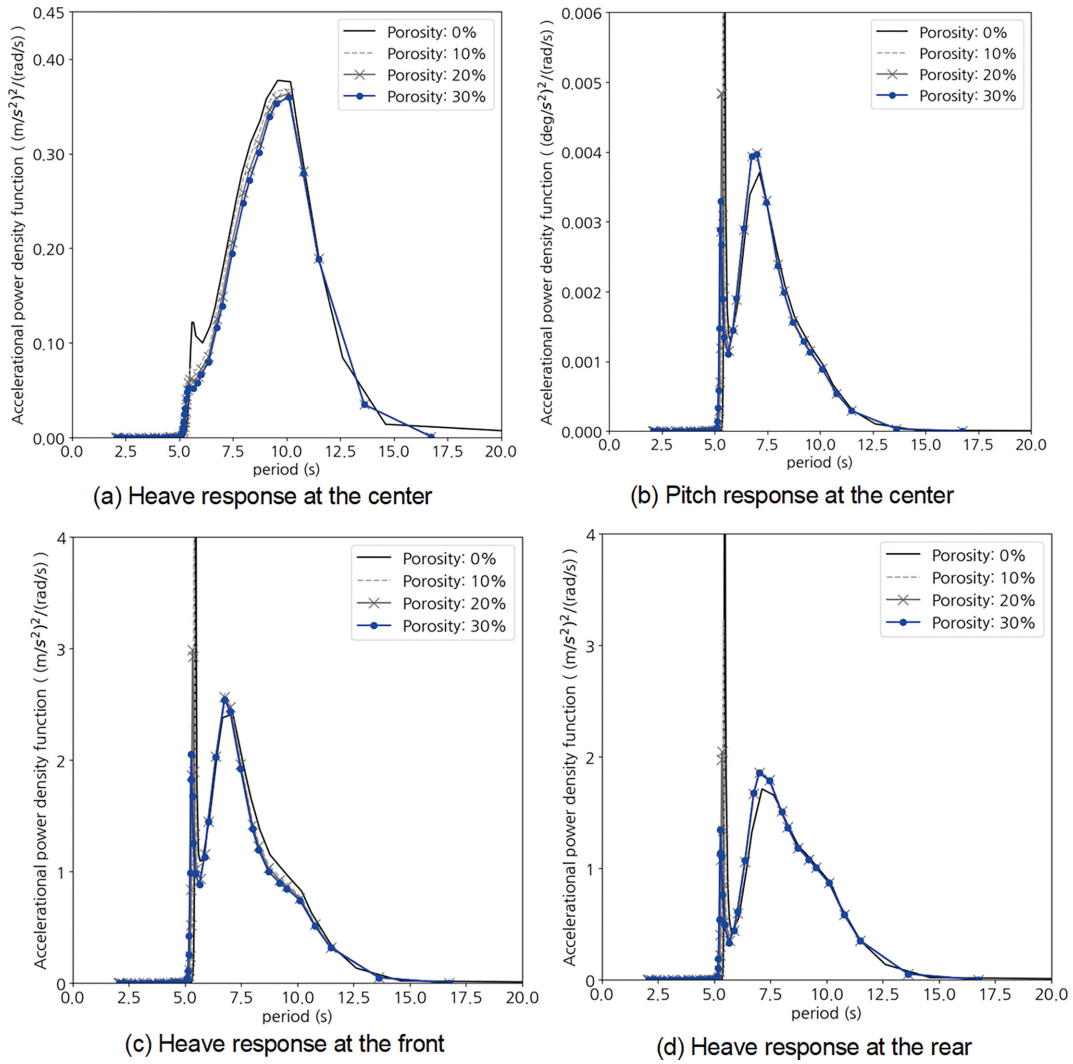 Accelerational power density function ( (m/s²)²/(rad/s) )
0.45
0.40
0.30
0.20
0.10
0.00
0.0 2.5 5.0 7.5 10.0 12.5 15.0 17.5 20.0
period (s)
Porosity: 0%
Porosity: 10%
Porosity: 20%
Porosity: 30%
(a) Heave response at the center
Accelerational power density function ( (deg/s²)²/(rad/s) )
0.006
0.005
0.004
0.003
0.002
0.001
0.000
0.0 2.5 5.0 7.5 10.0 12.5 15.0 17.5 20.0
period (s)
Porosity: 0%
Porosity: 10%
Porosity: 20%
Porosity: 30%
(b) Pitch response at the center
Accelerational power density function ( (m/s²)²/(rad/s) )
4
3
2
1
0
0.0 2.5 5.0 7.5 10.0 12.5 15.0 17.5 20.0
period (s)
Porosity: 0%
Porosity: 10%
Porosity: 20%
Porosity: 30%
(c) Heave response at the front
Accelerational power density function ( (m/s²)²/(rad/s) )
4
3
2
1
0
0.0 2.5 5.0 7.5 10.0 12.5 15.0 17.5 20.0
period (s)
Porosity: 0%
Porosity: 10%
Porosity: 20%
Porosity: 30%
(d) Heave response at the rear